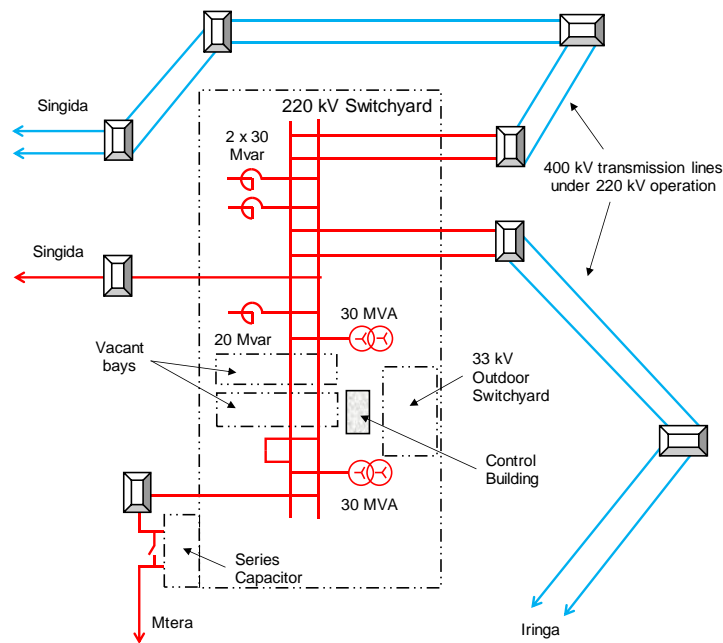 Singida
220 kV Switchyard
2 x 30
Mvar
400 kV transmission lines
under 220 kV operation
Singida
20 Mvar
30 MVA
Vacant
bays
33 kV
Outdoor
Switchyard
Control
Building
30 MVA
Series
Capacitor
Mtera
Iringa